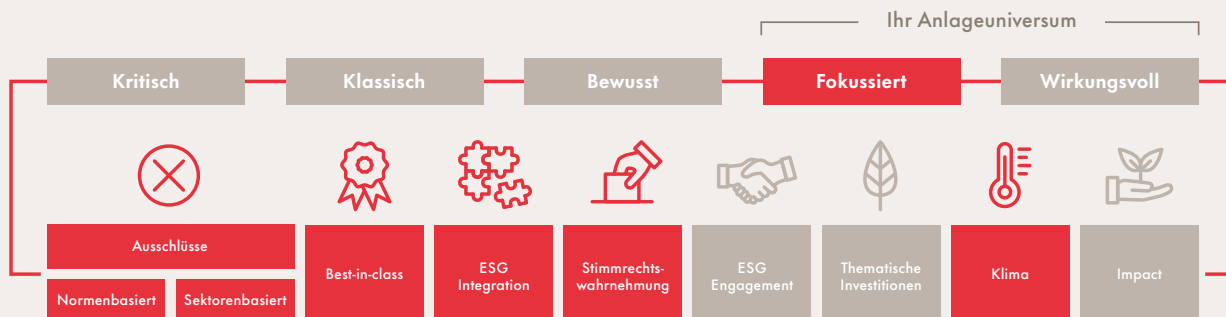 Ihr Anlageuniversum
Kritisch
Klassisch
Bewusst
Fokussiert
Wirkungsvoll
Ausschlüsse
Normenbasiert
Sektorenbasiert
Best-in-class
ESG
Integration
Stimmrechts-
wahrnehmung
ESG
Engagement
Thematische
Investitionen
Klima
Impact